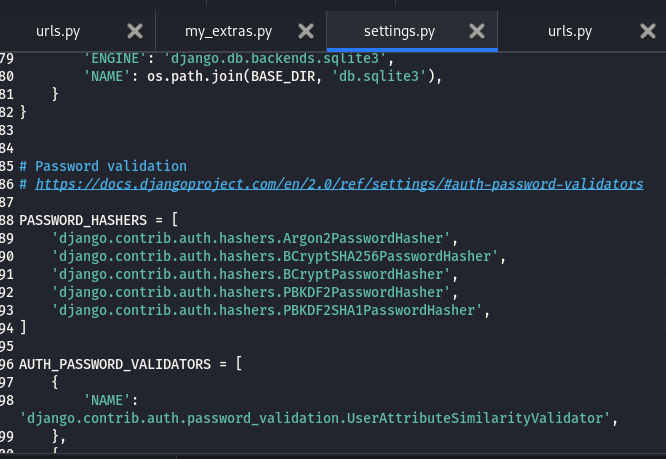 urls.py my_extras.py settings.py urls.py
79 'ENGINE': 'django.db.backends.sqlite3',
80 'NAME': os.path.join(BASE_DIR, 'db.sqlite3'),
81 }
82 }
83
84
85 # Password validation
86 # https://docs.djangoproject.com/en/2.0/ref/settings/#auth-password-validators
87
88 PASSWORD_HASHERS = [
89 'django.contrib.auth.hashers.Argon2PasswordHasher',
90 'django.contrib.auth.hashers.BCryptSHA256PasswordHasher',
91 'django.contrib.auth.hashers.BCryptPasswordHasher',
92 'django.contrib.auth.hashers.PBKDF2PasswordHasher',
93 'django.contrib.auth.hashers.PBKDF2SHA1PasswordHasher',
94 ]
95
96 AUTH_PASSWORD_VALIDATORS = [
97 {
98 'NAME':
'django.contrib.auth.password_validation.UserAttributeSimilarityValidator',
99 },
{